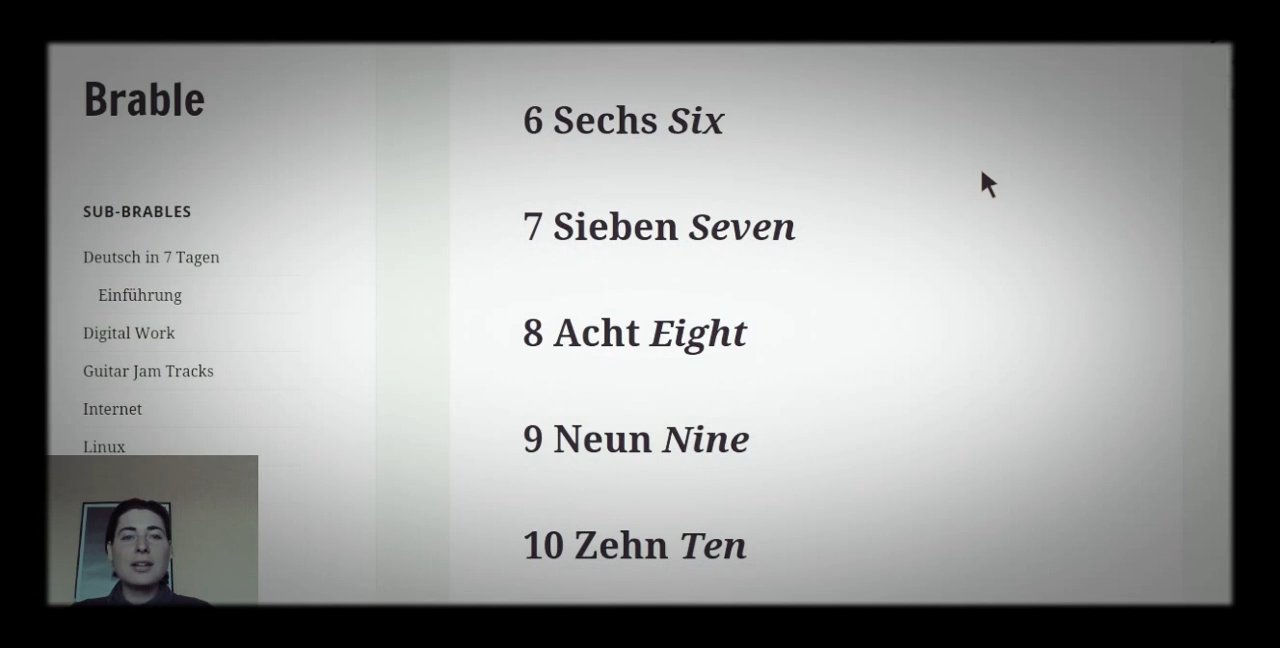 Brable
SUB-BRABLES
Deutsch in 7 Tagen
Einführung
Digital Work
Guitar Jam Tracks
Internet
Linux
6 Sechs Six
7 Sieben Seven
8 Acht Eight
9 Neun Nine
10 Zehn Ten